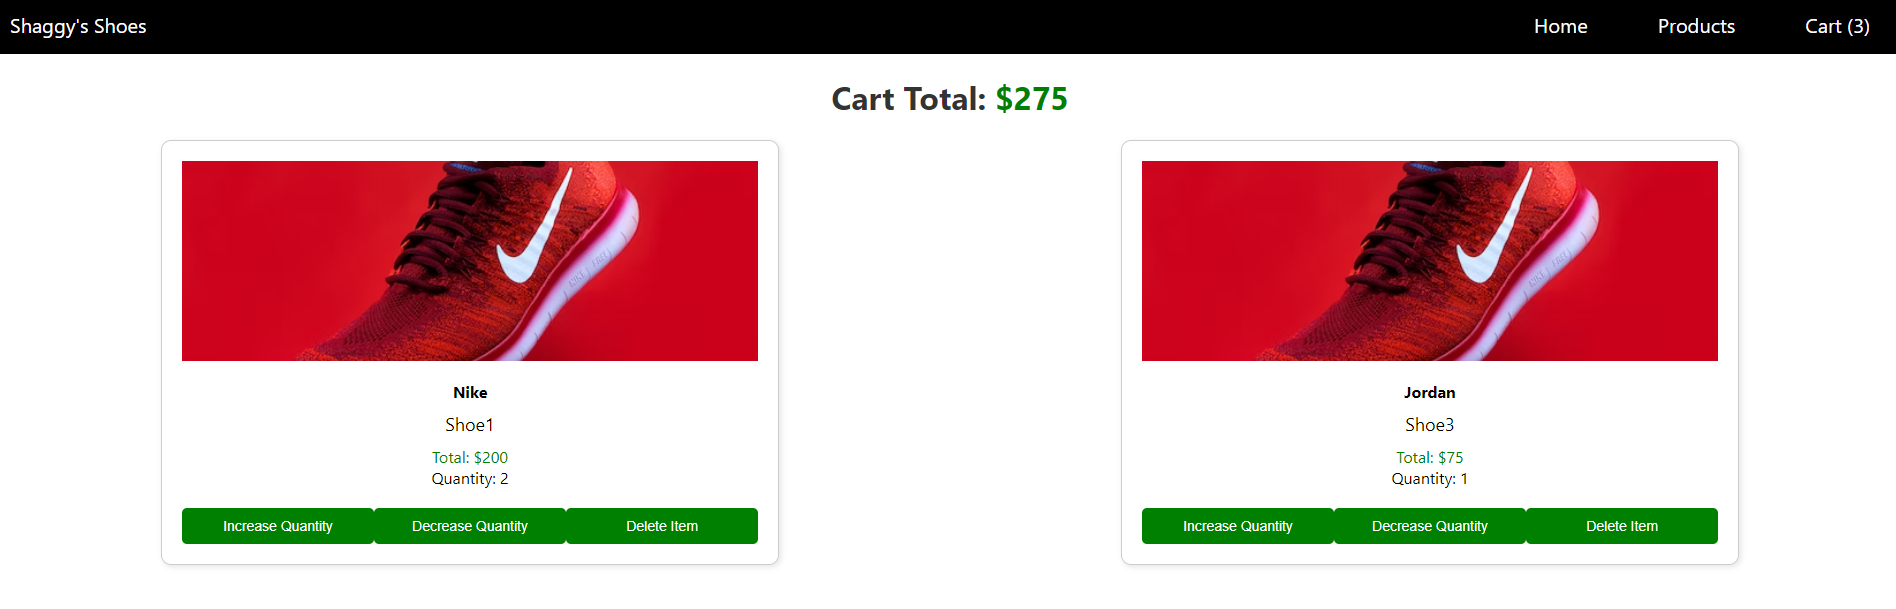 Shaggy's Shoes Home Products Cart (3)
Cart Total: $275
Nike
Shoe1
Total: $200
Quantity: 2
Increase Quantity Decrease Quantity Delete Item
Jordan
Shoe3
Total: $75
Quantity: 1
Increase Quantity Decrease Quantity Delete Item